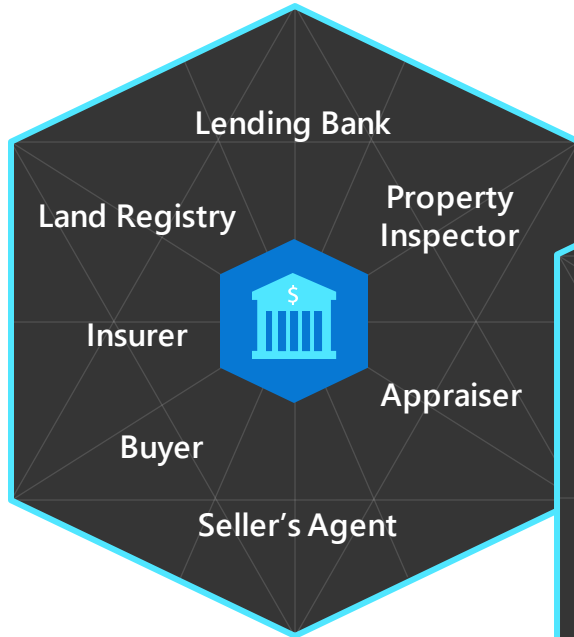 Lending Bank
Land Registry
Property
Inspector
$
Insurer
Appraiser
Buyer
Seller’s Agent